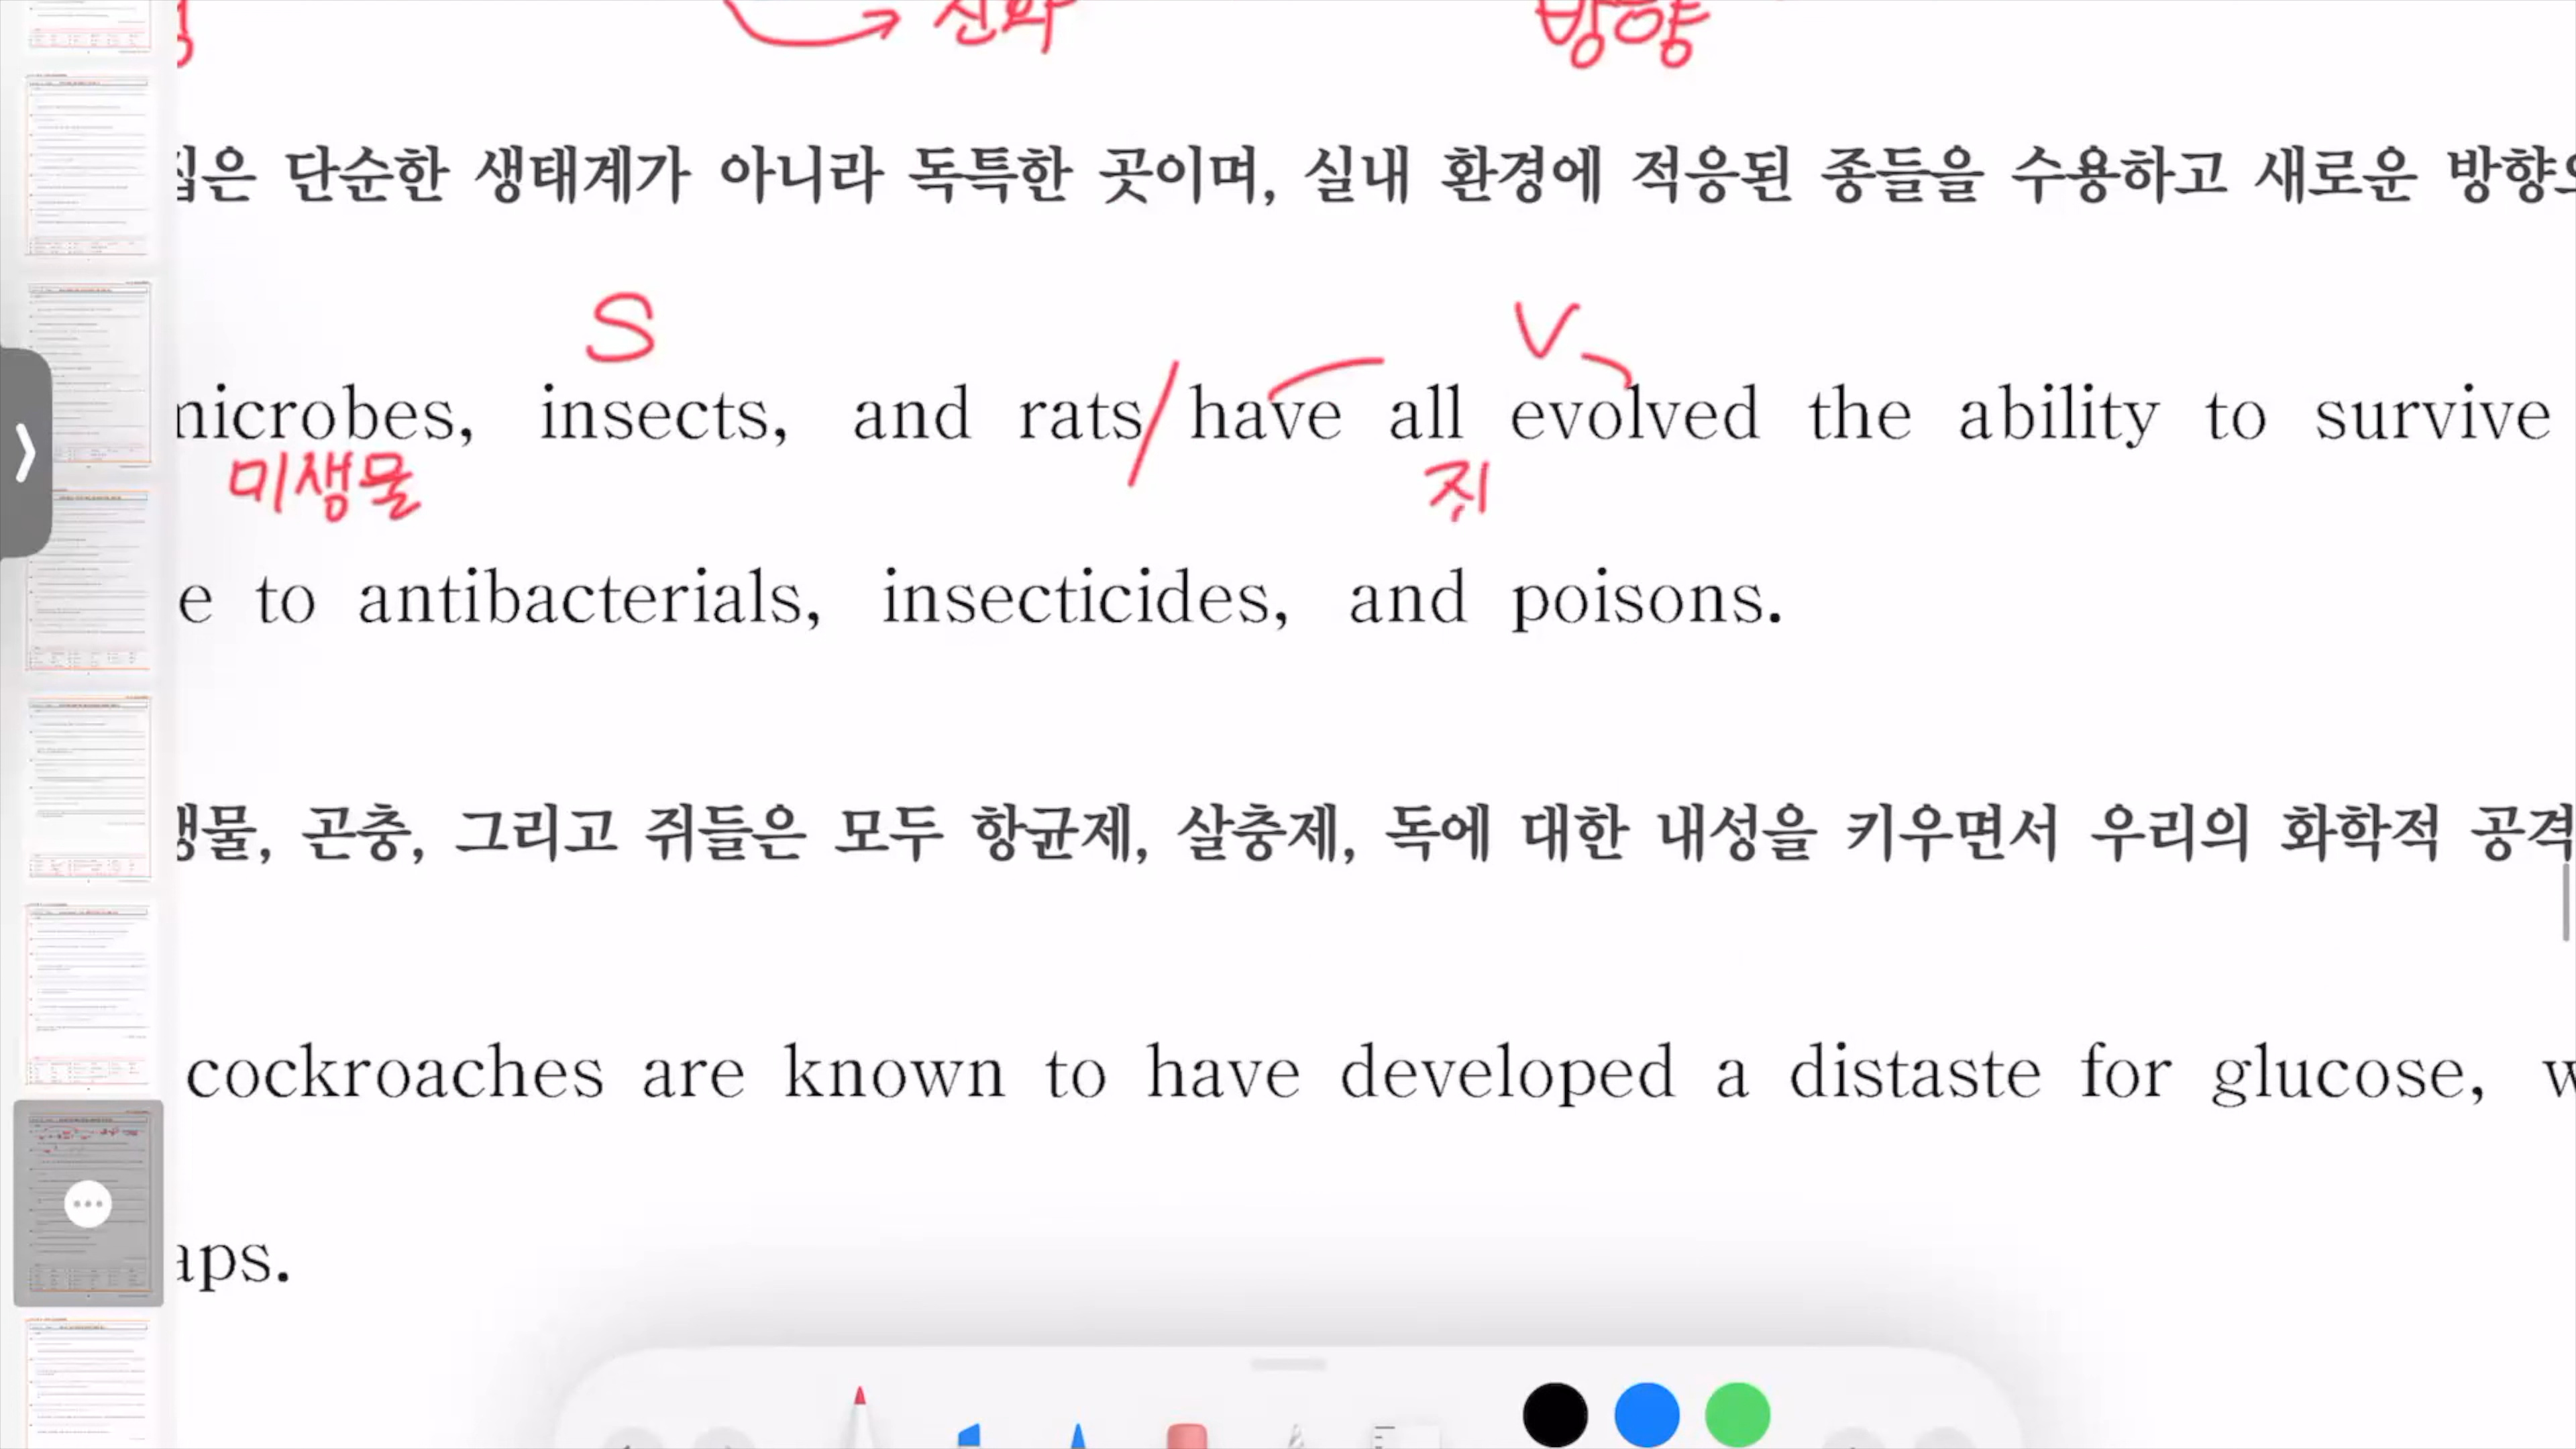 진화 방향
집은 단순한 생태계가 아니라 독특한 곳이며, 실내 환경에 적응된 종들을 수용하고 새로운 방향으
S V
microbes, insects, and rats/ have all evolved the ability to survive
미생물 쥐
e to antibacterials, insecticides, and poisons.
생물, 곤충, 그리고 쥐들은 모두 항균제, 살충제, 독에 대한 내성을 키우면서 우리의 화학적 공격
cockroaches are known to have developed a distaste for glucose, w
aps.